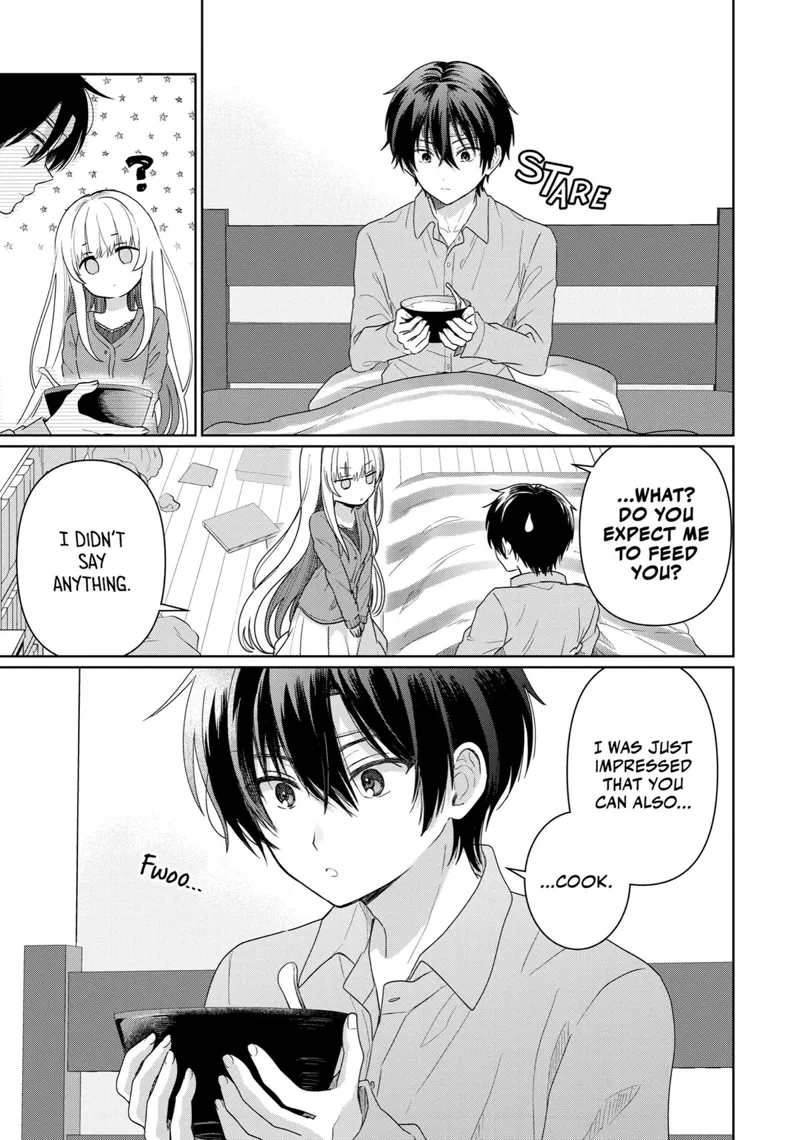 STARE
?
...WHAT?
DO YOU
EXPECT ME
TO FEED
YOU?
I DIDN'T
SAY
ANYTHING.
I WAS JUST
IMPRESSED
THAT YOU
CAN ALSO...
...COOK.
FWOO...